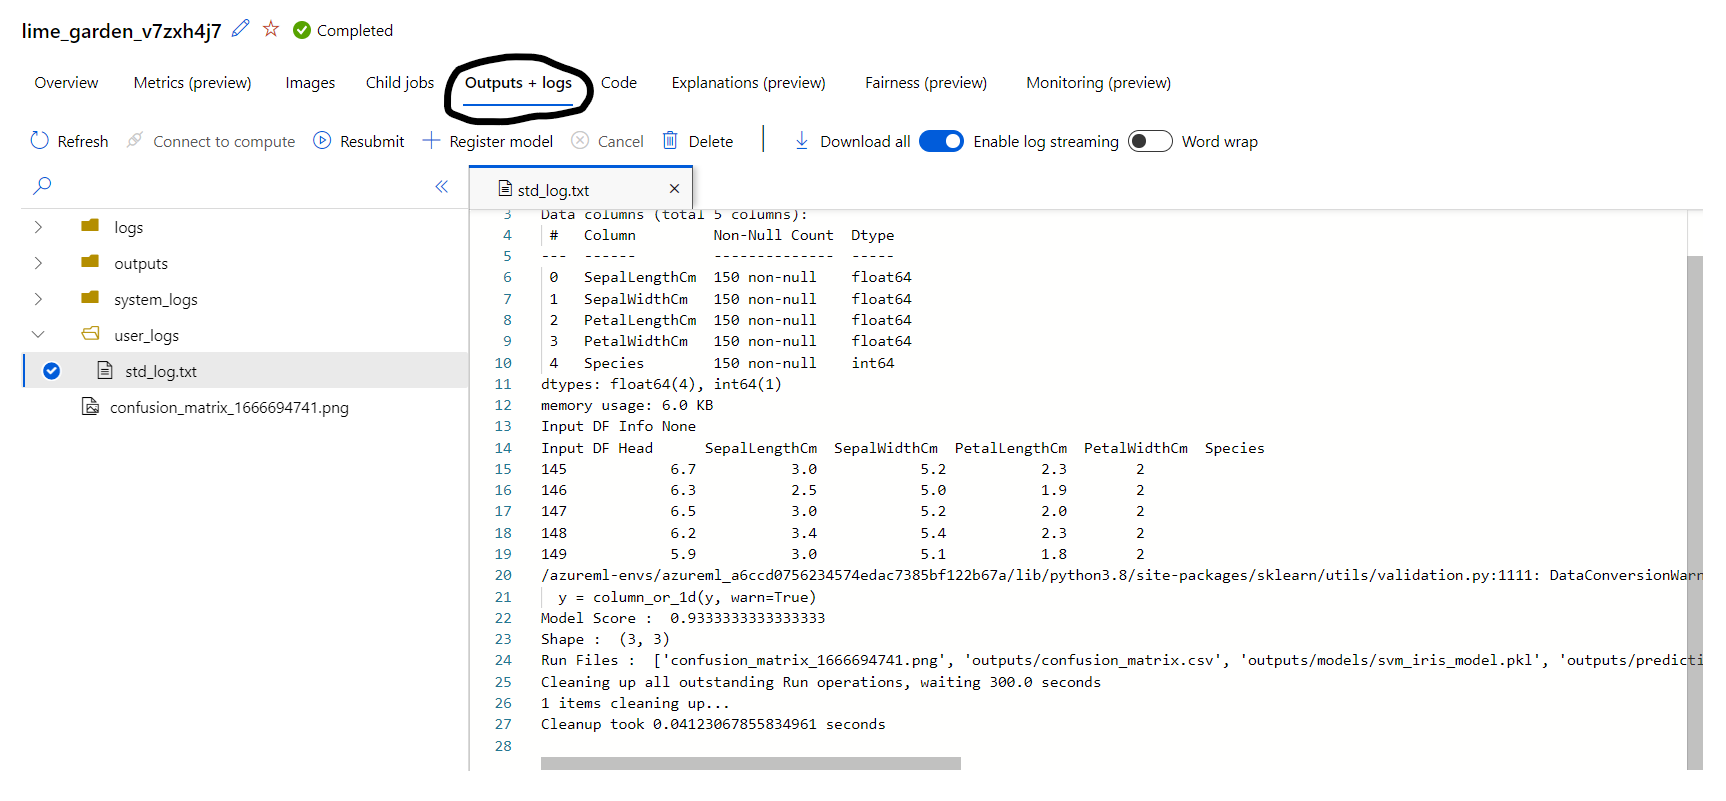 lime_garden_v7zxh4j7 Completed
Overview Metrics (preview) Images Child jobs Outputs + logs Code Explanations (preview) Fairness (preview) Monitoring (preview)
Refresh Connect to compute Resubmit Register model Cancel Delete Download all Enable log streaming Word wrap
logs
outputs
system_logs
user_logs
std_log.txt
confusion_matrix_1666694741.png
std_log.txt
3 Data columns (total 5 columns):
4 # Column Non-Null Count Dtype
5 --- ------ -------------- -----
6 0 SepalLengthCm 150 non-null float64
7 1 SepalWidthCm 150 non-null float64
8 2 PetalLengthCm 150 non-null float64
9 3 PetalWidthCm 150 non-null float64
10 4 Species 150 non-null int64
11 dtypes: float64(4), int64(1)
12 memory usage: 6.0 KB
13 Input DF Info None
14 Input DF Head SepalLengthCm SepalWidthCm PetalLengthCm PetalWidthCm Species
15 145 6.7 3.0 5.2 2.3 2
16 146 6.3 2.5 5.0 1.9 2
17 147 6.5 3.0 5.2 2.0 2
18 148 6.2 3.4 5.4 2.3 2
19 149 5.9 3.0 5.1 1.8 2
20 /azureml-envs/azureml_a6ccd0756234574edac7385bf122b67a/lib/python3.8/site-packages/sklearn/utils/validation.py:1111: DataConversionWarn
21 y = column_or_1d(y, warn=True)
22 Model Score : 0.9333333333333333
23 Shape : (3, 3)
24 Run Files : ['confusion_matrix_1666694741.png', 'outputs/confusion_matrix.csv', 'outputs/models/svm_iris_model.pkl', 'outputs/predicti
25 Cleaning up all outstanding Run operations, waiting 300.0 seconds
26 1 items cleaning up...
27 Cleanup took 0.04123067855834961 seconds
28